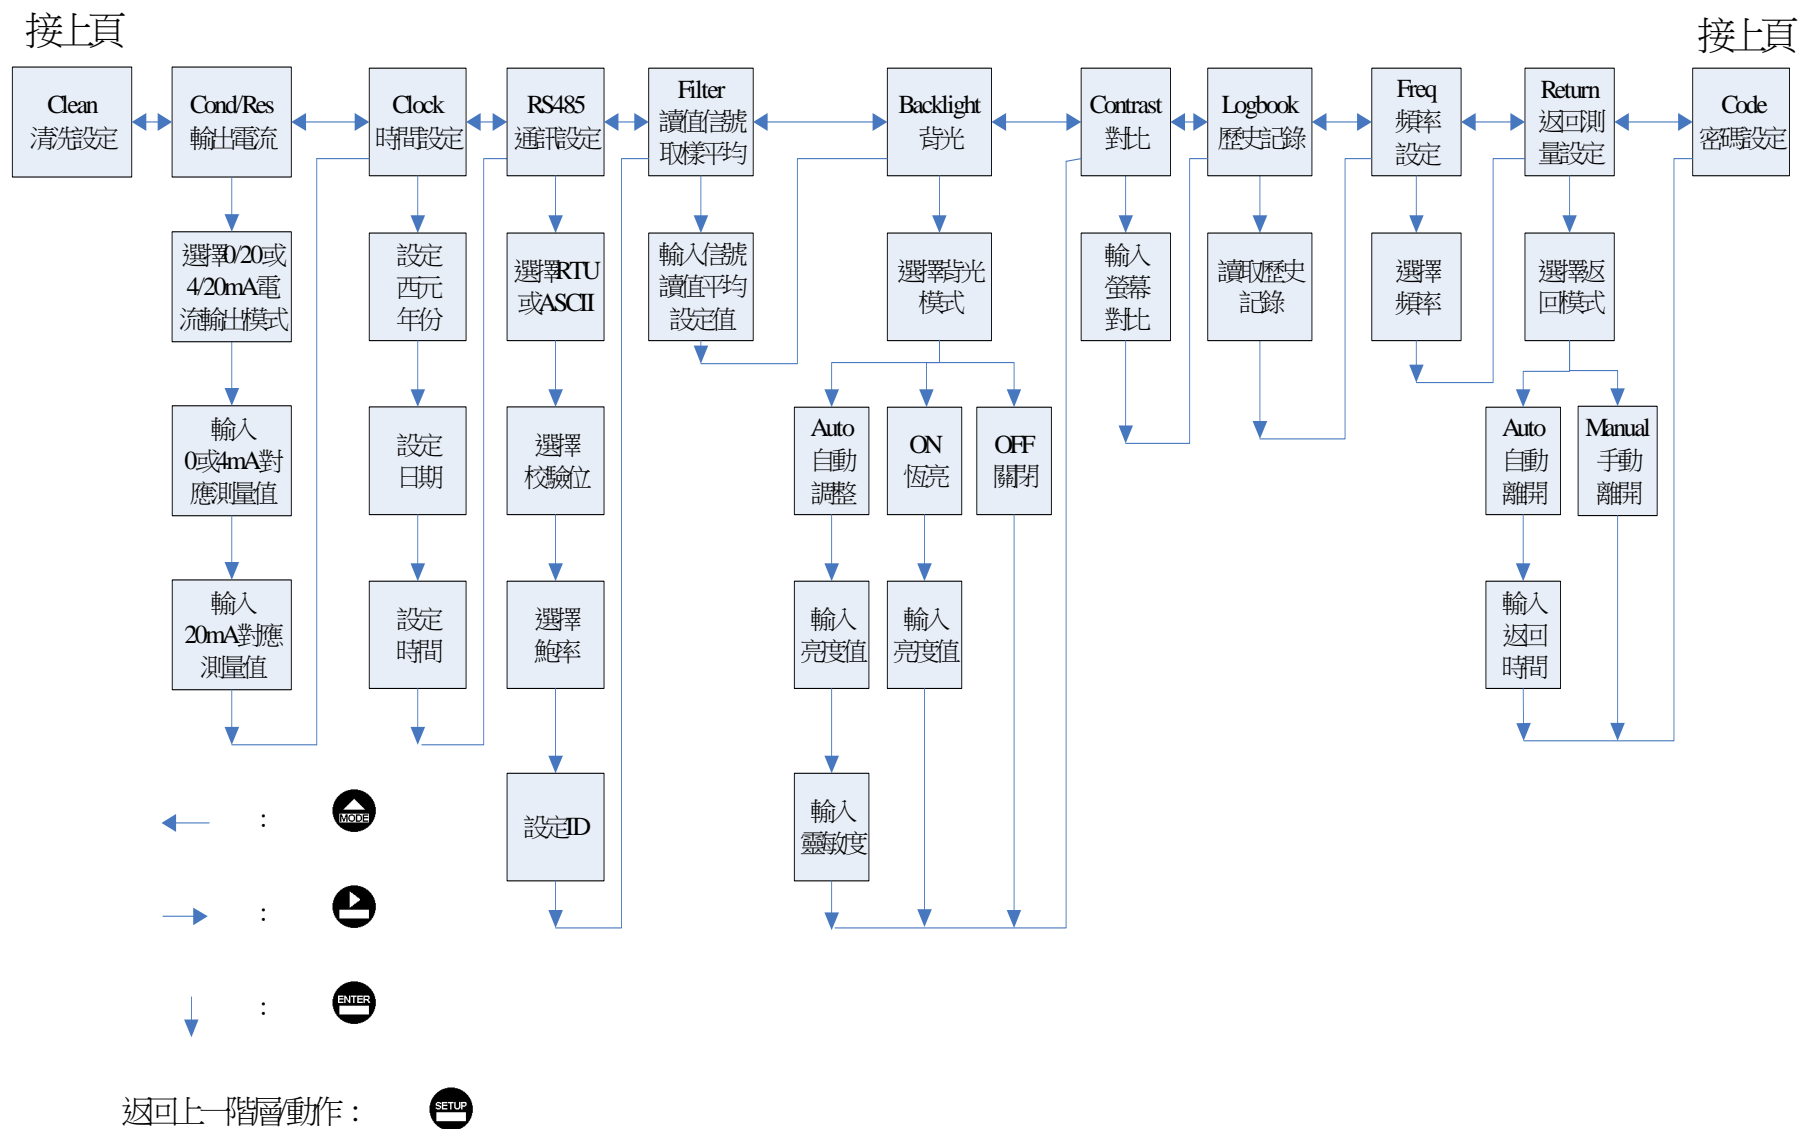 接上頁
接上頁
Clean
清洗設定
Cond/Res
輸出電流
Clock
時間設定
RS485
通訊設定
Filter
讀值信號
取樣平均
Backlight
背光
Contrast
對比
Logbook
歷史記錄
Freq
頻率
設定
Return
返回測
量設定
Code
密碼設定
選擇0/20或
4/20mA電
流輸出模式
設定
西元
年份
選擇RTU
或ASCII
輸入信號
讀值平均
設定值
選擇背光
模式
輸入
螢幕
對比
讀取歷史
記錄
選擇
頻率
選擇返
回模式
輸入
0或4mA對
應測量值
設定
日期
選擇
校驗位
Auto
自動
調整
ON
恆亮
OFF
關閉
Auto
自動
離開
Manual
手動
離開
輸入
20mA對應
測量值
設定
時間
選擇
鮑率
輸入
亮度值
輸入
亮度值
輸入
返回
時間
設定ID
輸入
靈敏度
: MODE
:
: ENTER
返回上一階層/動作 : SETUP